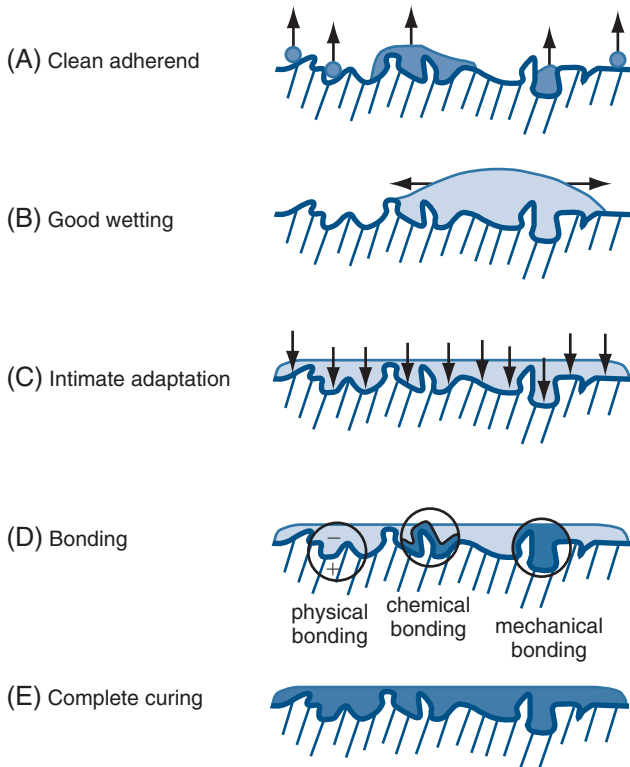 (A) Clean adherend
(B) Good wetting
(C) Intimate adaptation
(D) Bonding
−
+
physical
bonding
chemical
bonding
mechanical
bonding
(E) Complete curing